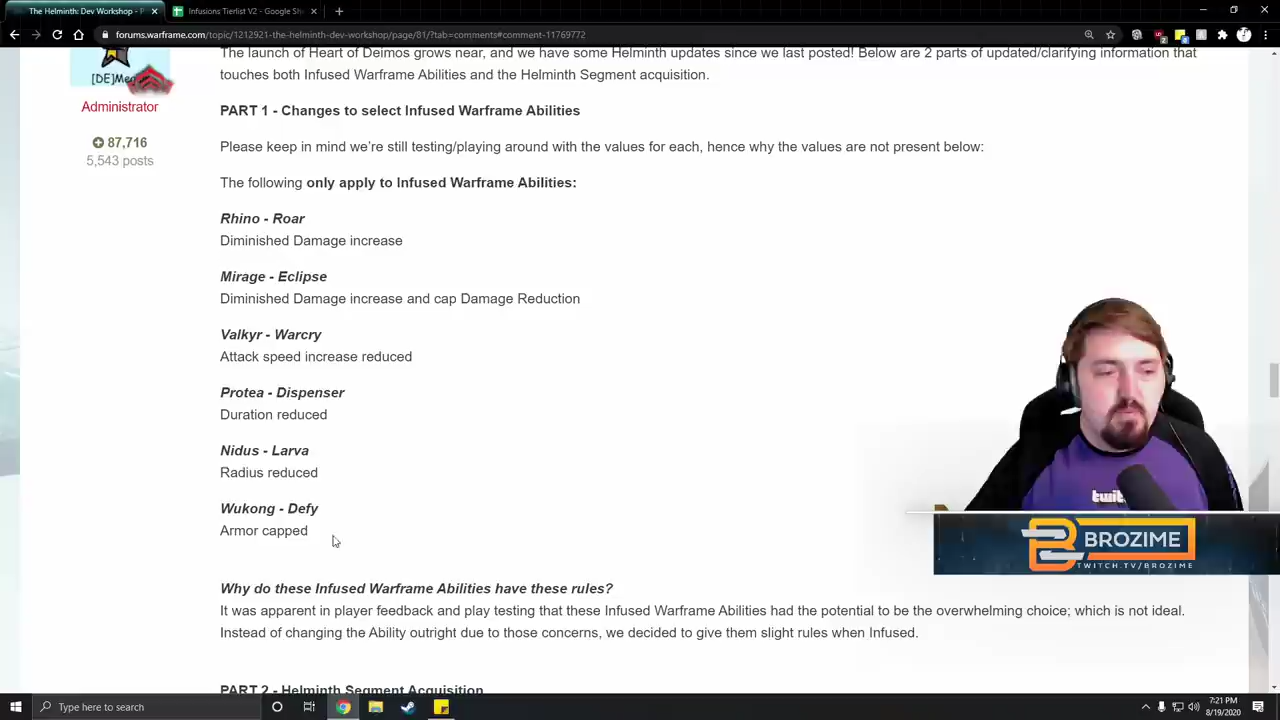 The Helminth: Dev Workshop - P
Infusions Tierlist V2 - Google She
forums.warframe.com/topic/1212921-the-helminth-dev-workshop/page/81/?tab=comments#comment-11769772
The launch of Heart of Deimos grows near, and we have some Helminth updates since we last posted! Below are 2 parts of updated/clarifying information that
touches both Infused Warframe Abilities and the Helminth Segment acquisition.
[DE]Me
Administrator
87,716
5,543 posts
PART 1 - Changes to select Infused Warframe Abilities
Please keep in mind we're still testing/playing around with the values for each, hence why the values are not present below:
The following only apply to Infused Warframe Abilities:
Rhino - Roar
Diminished Damage increase
Mirage - Eclipse
Diminished Damage increase and cap Damage Reduction
Valkyr - Warcry
Attack speed increase reduced
Protea - Dispenser
Duration reduced
Nidus - Larva
Radius reduced
Wukong - Defy
Armor capped
Why do these Infused Warframe Abilities have these rules?
It was apparent in player feedback and play testing that these Infused Warframe Abilities had the potential to be the overwhelming choice; which is not ideal.
Instead of changing the Ability outright due to those concerns, we decided to give them slight rules when Infused.
PART 2 - Helminth Segment Acquisition
twit
BROZIME
TWITCH.TV/BROZIME
Type here to search
7:21 PM
8/19/2020